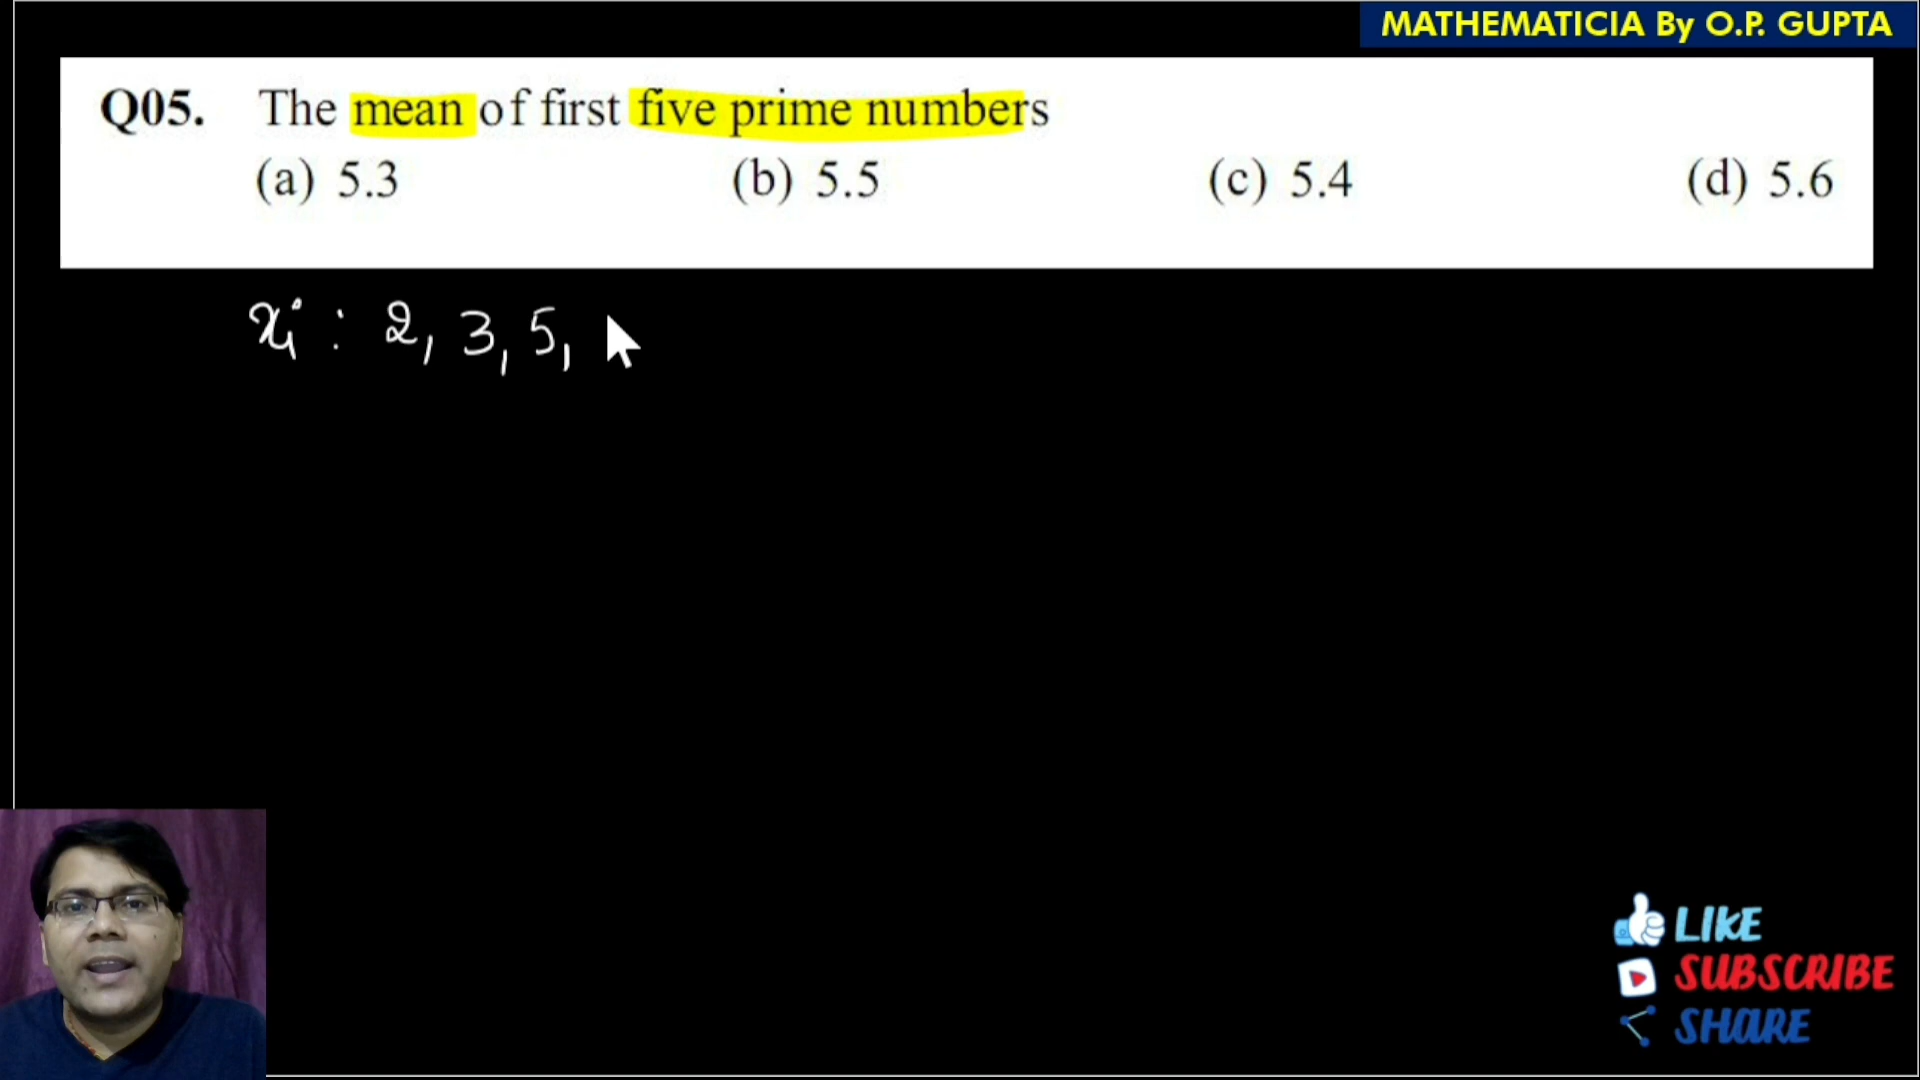 MATHEMATICIA By O.P. GUPTA
Q05. The mean of first five prime numbers
(a) 5.3 (b) 5.5 (c) 5.4 (d) 5.6
xi : 2, 3, 5,
LIKE
SUBSCRIBE
SHARE